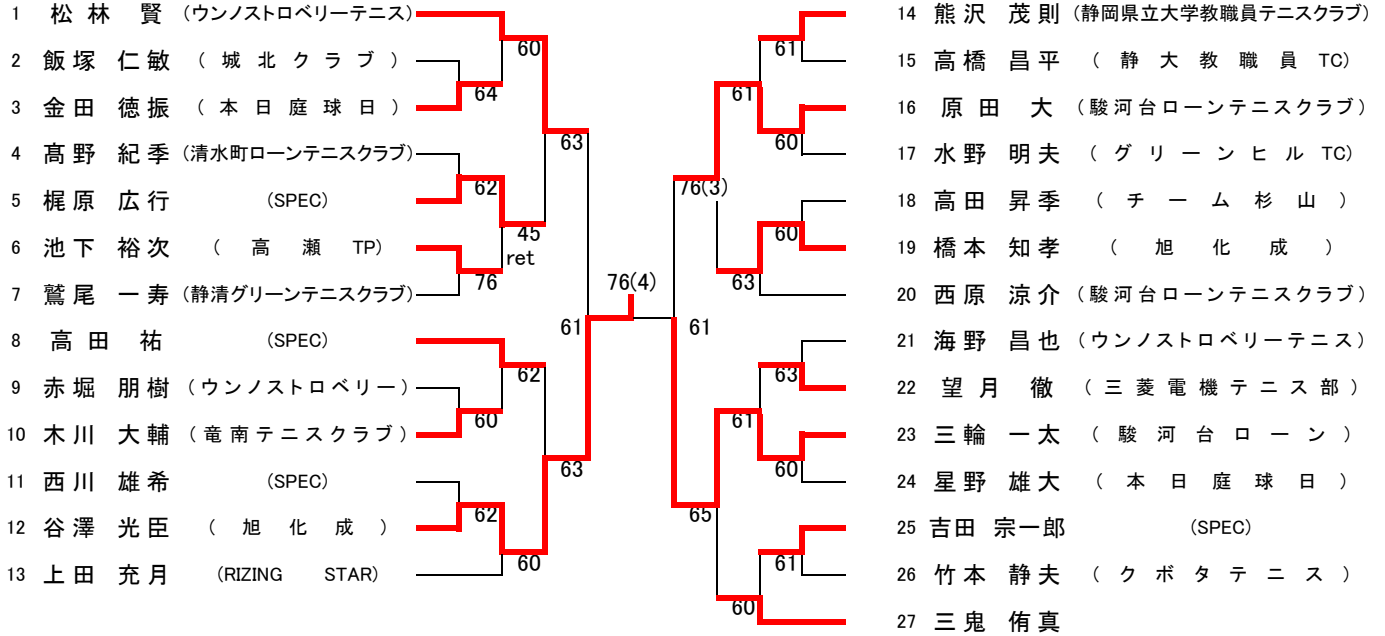 1 松林 賢 (ウンノストロベリーテニス)
2 飯塚 仁敏 (城北クラブ)
3 金田 徳振 (本日庭球日)
4 髙野 紀季 (清水町ローンテニスクラブ)
5 梶原 広行 (SPEC)
6 池下 裕次 (高瀬TP)
7 鷲尾 一寿 (静清グリーンテニスクラブ)
8 高田 祐 (SPEC)
9 赤堀 朋樹 (ウンノストロベリー)
10 木川 大輔 (竜南テニスクラブ)
11 西川 雄希 (SPEC)
12 谷澤 光臣 (旭化成)
13 上田 充月 (RIZING STAR)
60
64
63
62
45
ret
76
61
62
60
63
62
60
76(4)
14 熊沢 茂則 (静岡県立大学教職員テニスクラブ)
15 高橋 昌平 (静大教職員TC)
16 原田 大 (駿河台ローンテニスクラブ)
17 水野 明夫 (グリーンヒルTC)
18 高田 昇季 (チーム杉山)
19 橋本 知孝 (旭化成)
20 西原 涼介 (駿河台ローンテニスクラブ)
21 海野 昌也 (ウンノストロベリーテニス)
22 望月 徹 (三菱電機テニス部)
23 三輪 一太 (駿河台ローン)
24 星野 雄大 (本日庭球日)
25 吉田 宗一郎 (SPEC)
26 竹本 静夫 (クボタテニス)
27 三鬼 侑真
61
61
60
76(3)
60
63
61
63
61
60
65
61
60